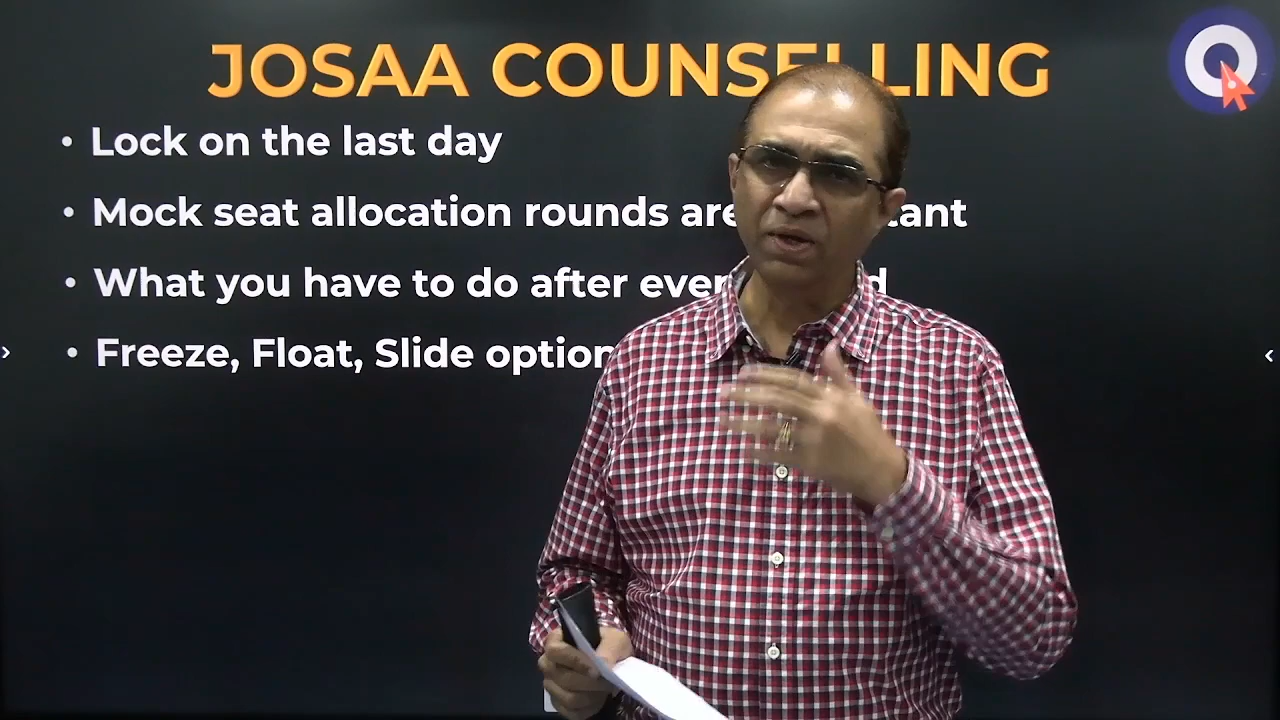 JOSAA COUNSELLING
• Lock on the last day
• Mock seat allocation rounds are
• What you have to do after
• Freeze, Float, Slide